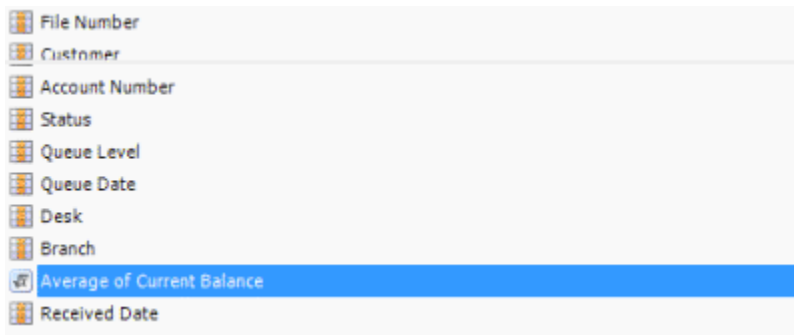 File Number
Customer
Account Number
Status
Queue Level
Queue Date
Desk
Branch
Average of Current Balance
Received Date